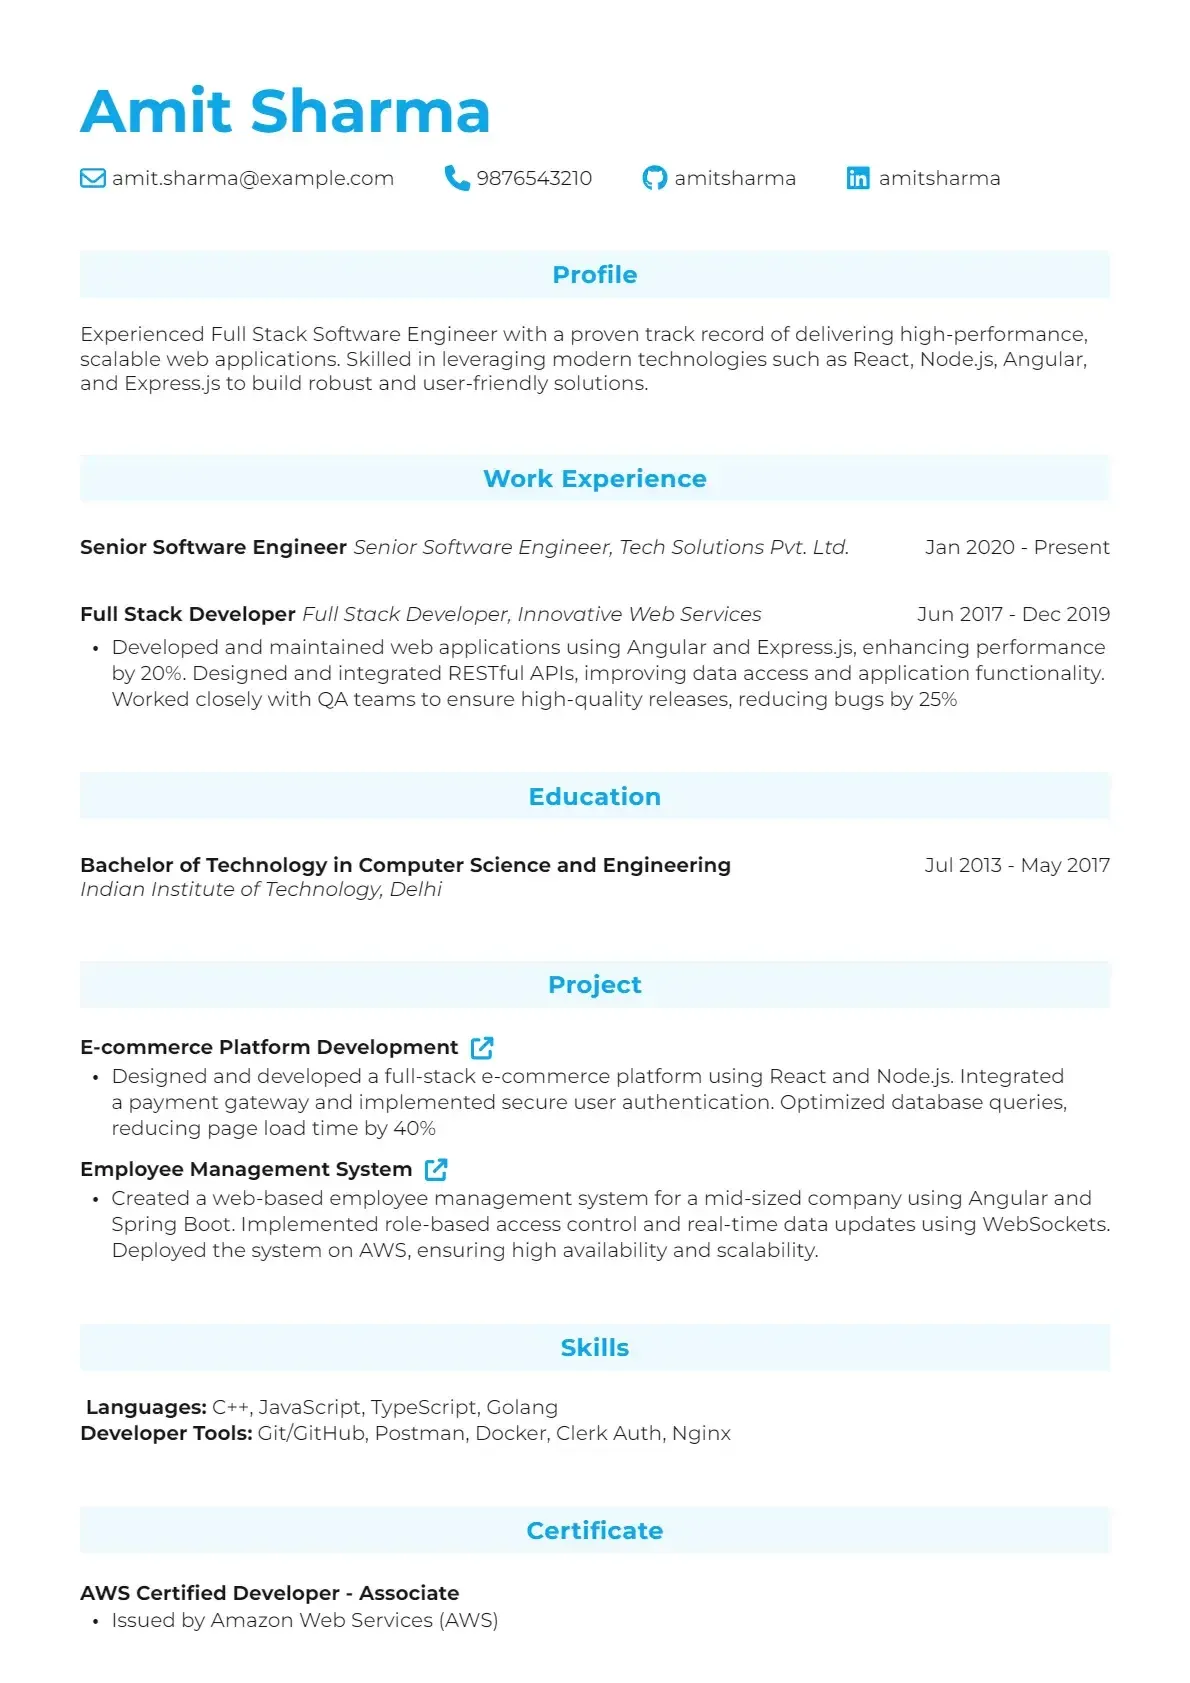 Amit Sharma
amit.sharma@example.com 9876543210 amitsharma amitsharma
Profile
Experienced Full Stack Software Engineer with a proven track record of delivering high-performance,
scalable web applications. Skilled in leveraging modern technologies such as React, Node.js, Angular,
and Express.js to build robust and user-friendly solutions.
Work Experience
Senior Software Engineer Senior Software Engineer, Tech Solutions Pvt. Ltd. Jan 2020 - Present
Full Stack Developer Full Stack Developer, Innovative Web Services Jun 2017 - Dec 2019
• Developed and maintained web applications using Angular and Express.js, enhancing performance
by 20%. Designed and integrated RESTful APIs, improving data access and application functionality.
Worked closely with QA teams to ensure high-quality releases, reducing bugs by 25%
Education
Bachelor of Technology in Computer Science and Engineering Jul 2013 - May 2017
Indian Institute of Technology, Delhi
Project
E-commerce Platform Development
• Designed and developed a full-stack e-commerce platform using React and Node.js. Integrated
a payment gateway and implemented secure user authentication. Optimized database queries,
reducing page load time by 40%
Employee Management System
• Created a web-based employee management system for a mid-sized company using Angular and
Spring Boot. Implemented role-based access control and real-time data updates using WebSockets.
Deployed the system on AWS, ensuring high availability and scalability.
Skills
Languages: C++, JavaScript, TypeScript, Golang
Developer Tools: Git/GitHub, Postman, Docker, Clerk Auth, Nginx
Certificate
AWS Certified Developer - Associate
• Issued by Amazon Web Services (AWS)